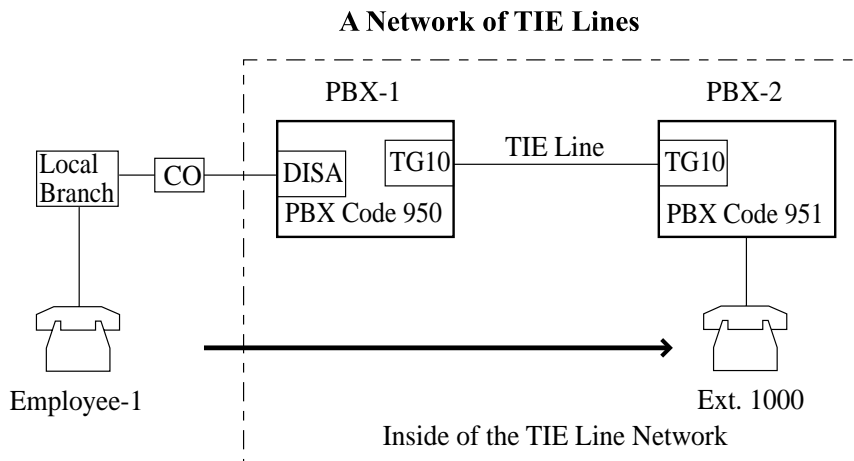 A Network of TIE Lines
PBX-1
PBX-2
Local
Branch
CO
DISA
TG10
TIE Line
TG10
PBX Code 950
PBX Code 951
Employee-1
Ext. 1000
Inside of the TIE Line Network